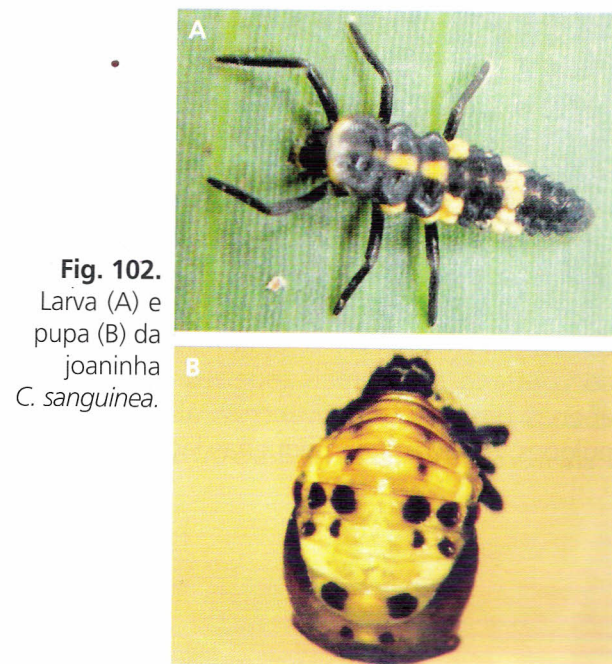 A
Fig. 102.
Larva (A) e
pupa (B) da
joaninha
C. sanguinea.
B